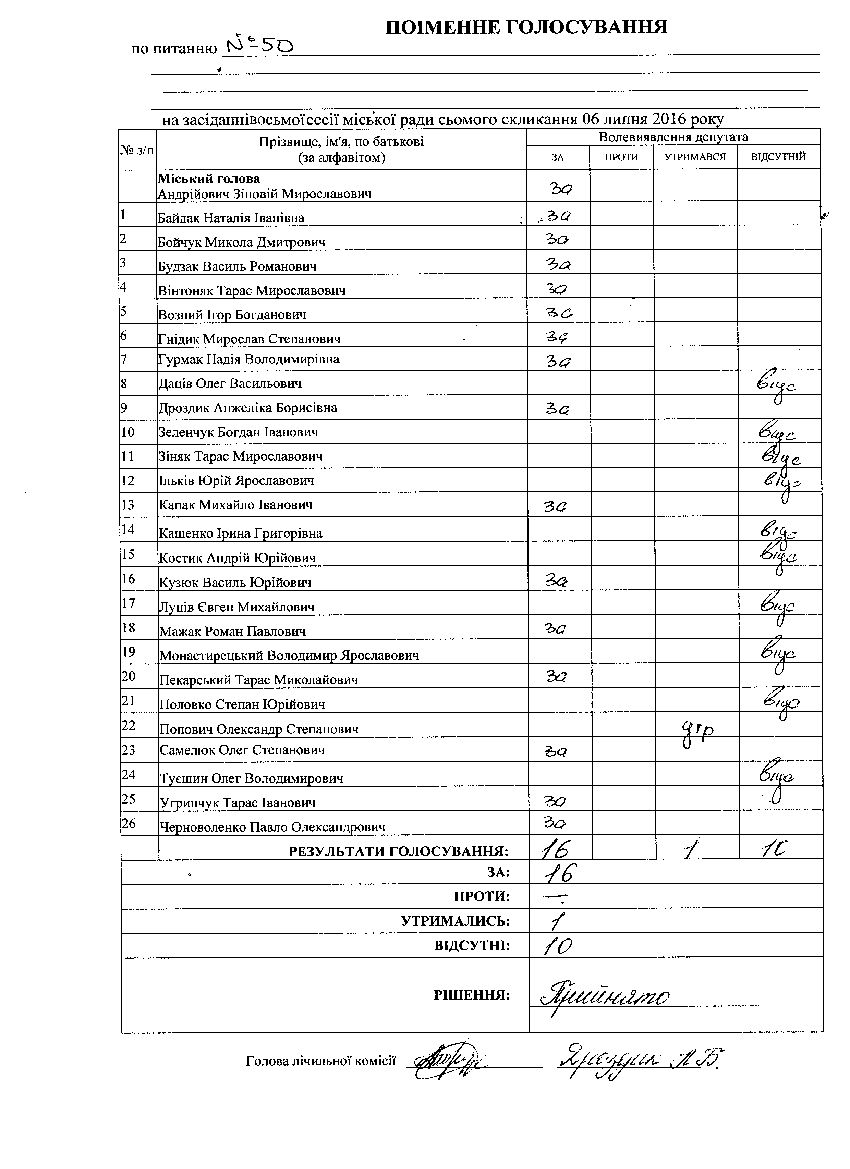 ПОІМЕННЕ ГОЛОСУВАННЯ
по питанню №50
на засіданнівосьмоїсесії міської ради сьомого скликання 06 липня 2016 року
№ з/п Прізвище, ім'я, по батькові (за алфавітом) Волевиявлення депутата
ЗА ПРОТИ УТРИМАВСЯ ВІДСУТНІЙ
Міський голова
Андрійович Зіновій Мирославович за
1 Байдак Наталія Іванівна за
2 Бойчук Микола Дмитрович за
3 Будзак Василь Романович за
4 Вінтоняк Тарас Мирославович за
5 Возний Ігор Богданович за
6 Гнідик Мирослав Степанович за
7 Гурмак Надія Володимирівна за
8 Даців Олег Васильович відс
9 Дроздик Анжеліка Борисівна за
10 Зеленчук Богдан Іванович відс
11 Зіняк Тарас Мирославович відс
12 Ільків Юрій Ярославович відс
13 Капак Михайло Іванович за
14 Кашенко Ірина Григорівна відс
15 Костик Андрій Юрійович відс
16 Кузюк Василь Юрійович за
17 Луців Євген Михайлович відс
18 Мажак Роман Павлович за
19 Монастирецький Володимир Ярославович відс
20 Пекарський Тарас Миколайович за
21 Половко Степан Юрійович відс
22 Попович Олександр Степанович утр
23 Самелюк Олег Степанович за
24 Туєшин Олег Володимирович відс
25 Угринчук Тарас Іванович за
26 Черноволенко Павло Олександрович за
РЕЗУЛЬТАТИ ГОЛОСУВАННЯ: 16 1 10
ЗА: 16
ПРОТИ: —
УТРИМАЛИСЬ: 1
ВІДСУТНІ: 10
РІШЕННЯ: Прийнято
Голова лічильної комісії Дроздик А.Б.